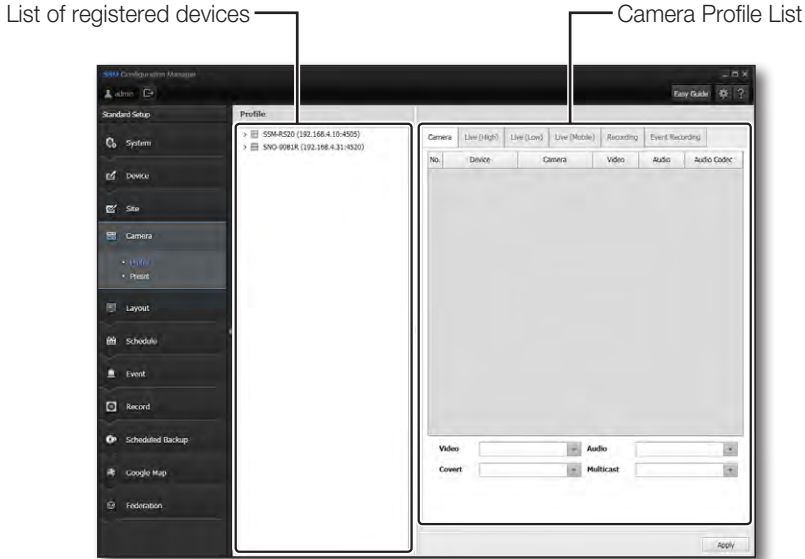 List of registered devices
Camera Profile List
SSM Configuration Manager
admin
Easy Guide
?
Standard Setup
System
Device
Site
Camera
• Profile
• Preset
Layout
Schedule
Event
Record
Scheduled Backup
Google Map
Federation
Profile
> SSM-RS20 (192.168.4.10:4505)
> SNO-9081R (192.168.4.31:4520)
Camera Live (High) Live (Low) Live (Mobile) Recording Event Recording
No. Device Camera Video Audio Audio Codec
Video Audio
Covert Multicast
Apply